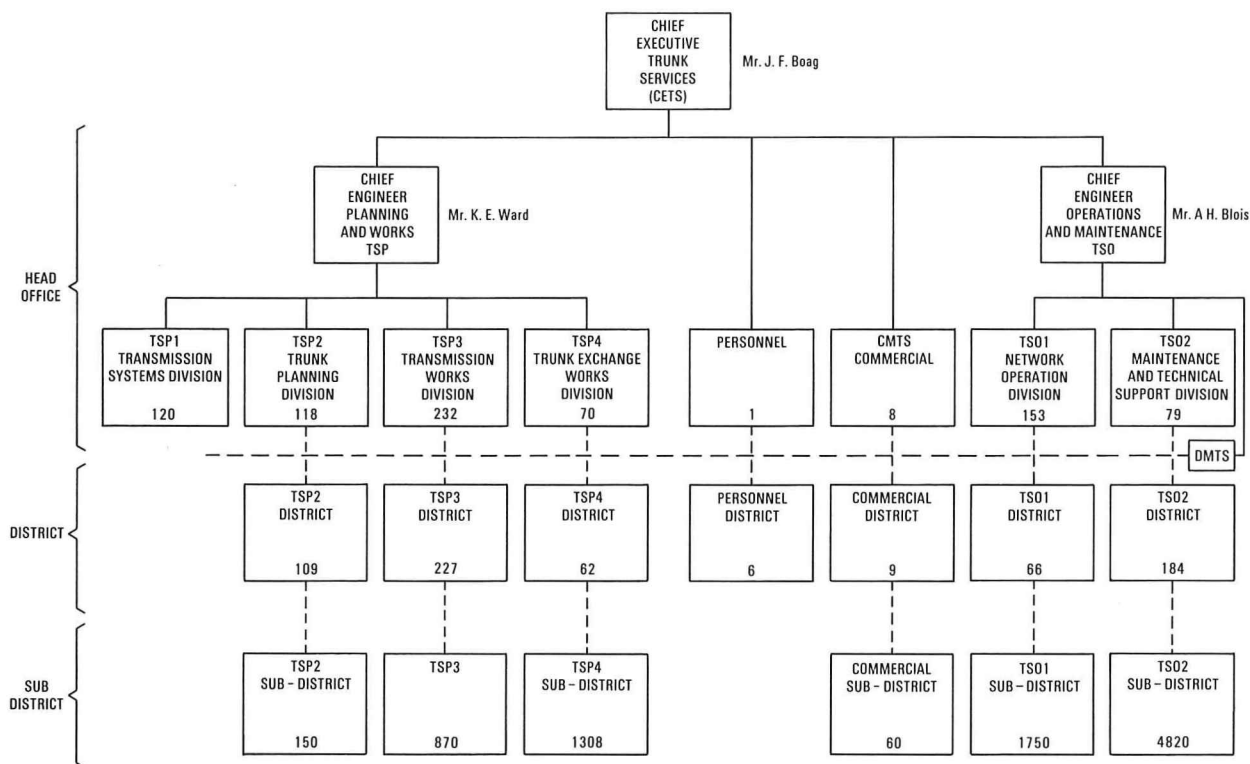 CHIEF
EXECUTIVE
TRUNK
SERVICES
(CETS)
Mr. J. F. Boag
CHIEF
ENGINEER
PLANNING
AND WORKS
TSP
Mr. K. E. Ward
CHIEF
ENGINEER
OPERATIONS
AND MAINTENANCE
TSO
Mr. A H. Blois
HEAD
OFFICE
TSP1
TRANSMISSION
SYSTEMS DIVISION
120
TSP2
TRUNK
PLANNING
DIVISION
118
TSP3
TRANSMISSION
WORKS
DIVISION
232
TSP4
TRUNK EXCHANGE
WORKS
DIVISION
70
PERSONNEL
1
CMTS
COMMERCIAL
8
TSO1
NETWORK
OPERATION
DIVISION
153
TSO2
MAINTENANCE
AND TECHNICAL
SUPPORT DIVISION
79
DMTS
DISTRICT
TSP2
DISTRICT
109
TSP3
DISTRICT
227
TSP4
DISTRICT
62
PERSONNEL
DISTRICT
6
COMMERCIAL
DISTRICT
9
TSO1
DISTRICT
66
TSO2
DISTRICT
184
SUB
DISTRICT
TSP2
SUB – DISTRICT
150
TSP3
870
TSP4
SUB – DISTRICT
1308
COMMERCIAL
SUB – DISTRICT
60
TSO1
SUB – DISTRICT
1750
TSO2
SUB – DISTRICT
4820